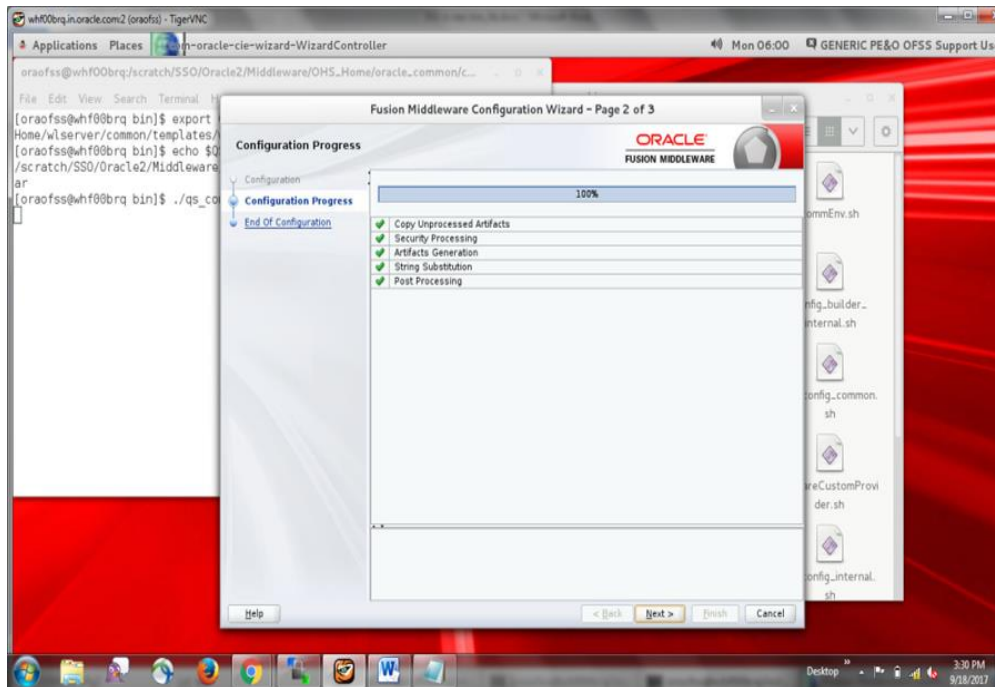 whf00brq.in.oracle.com:2 (oraofss) - TigerVNC
Applications Places m-oracle-cie-wizard-WizardController Mon 06:00 GENERIC PE&O OFSS Support Us
oraofss@whf00brq:/scratch/SSO/Oracle2/Middleware/OHS_Home/oracle_common/c...
File Edit View Search Terminal H
[oraofss@whf00brq bin]$ export
Home/wlserver/common/templates/
[oraofss@whf00brq bin]$ echo $Q
/scratch/SSO/Oracle2/Middleware
ar
[oraofss@whf00brq bin]$ ./qs_co
Fusion Middleware Configuration Wizard - Page 2 of 3
Configuration Progress
ORACLE
FUSION MIDDLEWARE
Configuration
Configuration Progress
End Of Configuration
100%
Copy Unprocessed Artifacts
Security Processing
Artifacts Generation
String Substitution
Post Processing
Help < Back Next > Finish Cancel
ommEnv.sh
nfig_builder_
internal.sh
config_common.
sh
areCustomProvi
der.sh
config_internal.
sh
Desktop
3:30 PM
9/18/2017